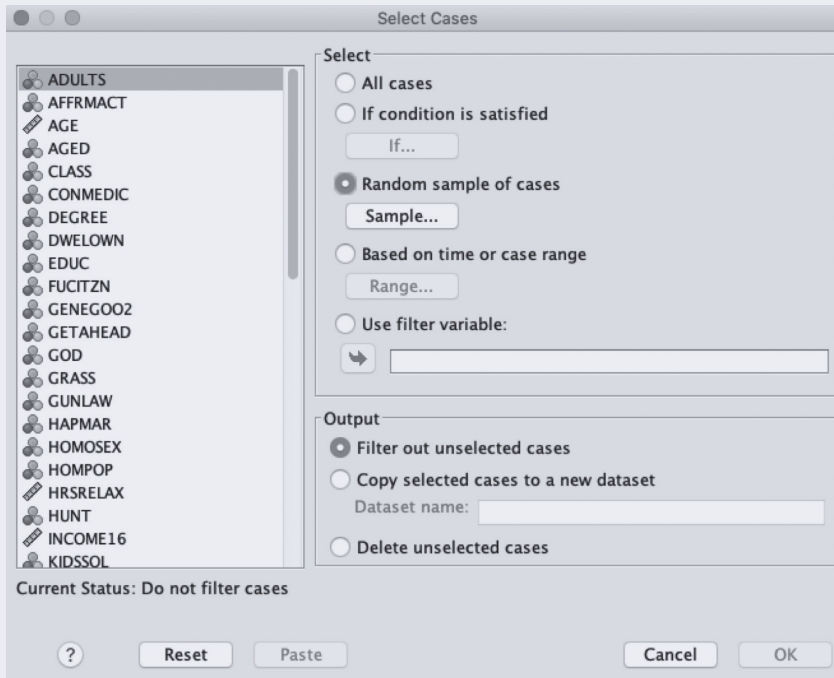 Select Cases
ADULTS
AFFRMACT
AGE
AGED
CLASS
CONMEDIC
DEGREE
DWELOWN
EDUC
FUCITZN
GENEGOO2
GETAHEAD
GOD
GRASS
GUNLAW
HAPMAR
HOMOSEX
HOMPOP
HRSRELAX
HUNT
INCOME16
KIDSSOL
Select
All cases
If condition is satisfied
If...
Random sample of cases
Sample...
Based on time or case range
Range...
Use filter variable:
Output
Filter out unselected cases
Copy selected cases to a new dataset
Dataset name:
Delete unselected cases
Current Status: Do not filter cases
? Reset Paste Cancel OK